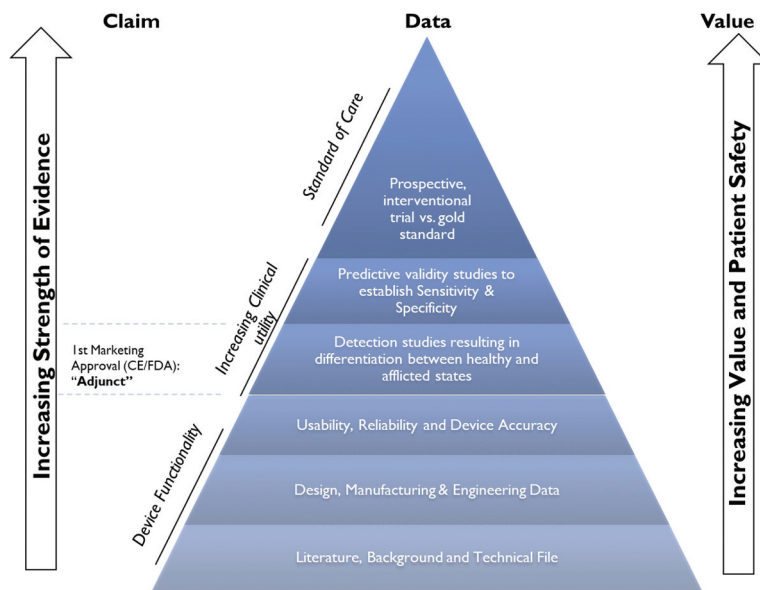 Claim
Data
Value
Increasing Strength of Evidence
Standard of Care
Prospective,
interventional
trial vs. gold
standard
Increasing Clinical
utility
Predictive validity studies to
establish Sensitivity &
Specificity
1st Marketing
Approval (CE/FDA):
"Adjunct"
Detection studies resulting in
differentiation between healthy and
afflicted states
Device Functionality
Usability, Reliability and Device Accuracy
Design, Manufacturing & Engineering Data
Literature, Background and Technical File
Increasing Value and Patient Safety